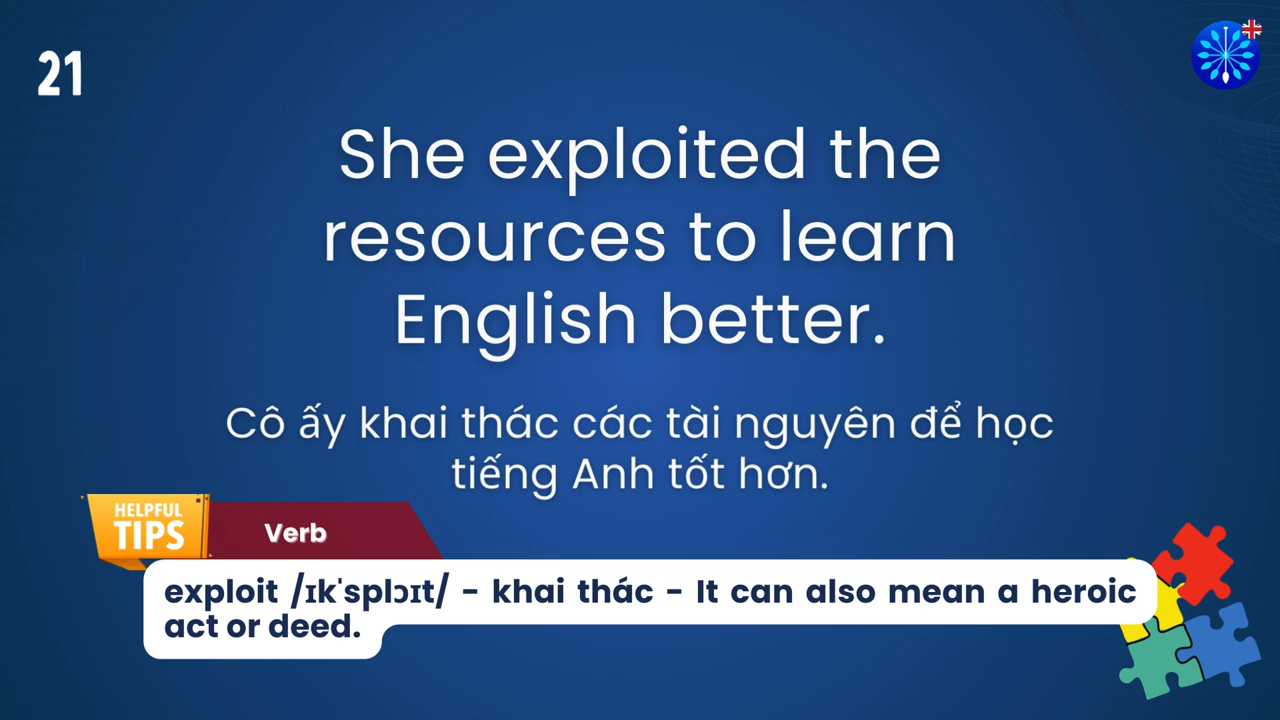 21
She exploited the
resources to learn
English better.
Cô ấy khai thác các tài nguyên để học
tiếng Anh tốt hơn.
HELPFUL
TIPS
Verb
exploit /ɪkˈsplɔɪt/ - khai thác - It can also mean a heroic
act or deed.